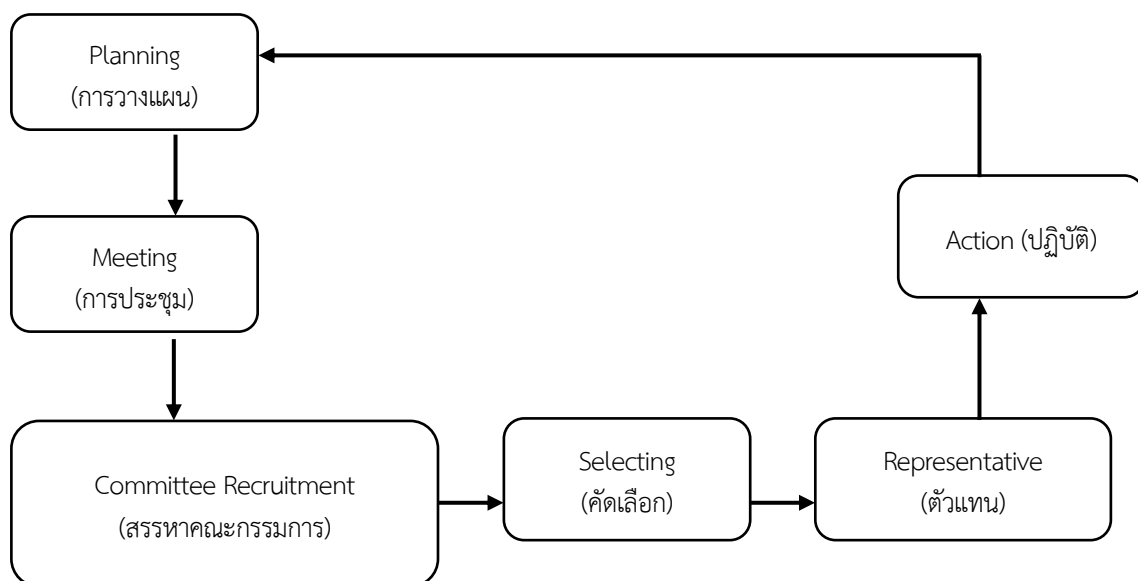 Planning
(การวางแผน)
Meeting
(การประชุม)
Committee Recruitment
(สรรหาคณะกรรมการ)
Selecting
(คัดเลือก)
Representative
(ตัวแทน)
Action (ปฏิบัติ)